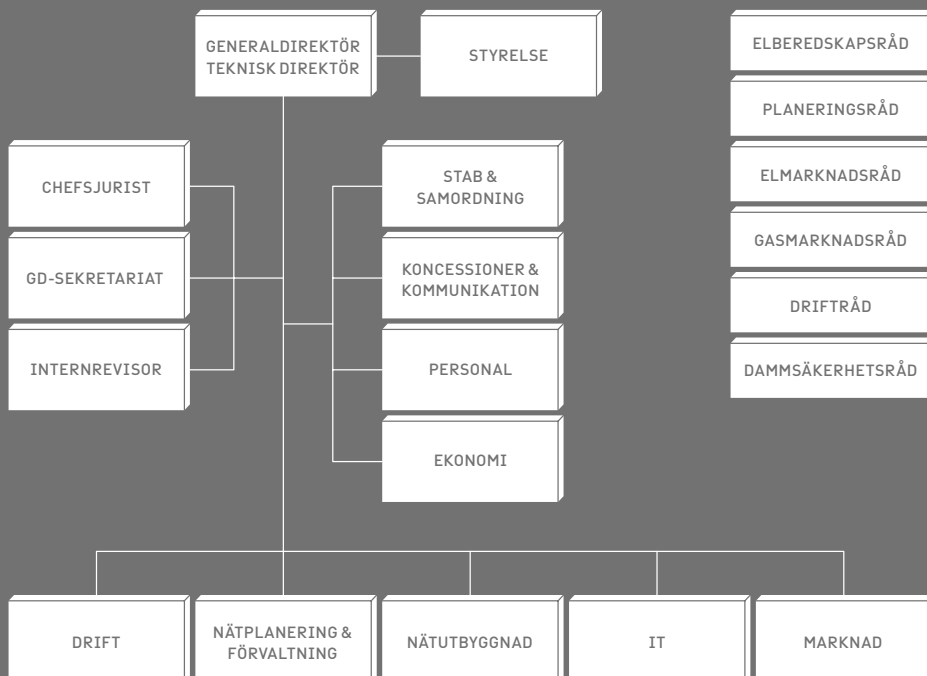 GENERALDIREKTÖR
TEKNISK DIREKTÖR
STYRELSE
CHEFSJURIST
GD-SEKRETARIAT
INTERNREVISOR
STAB &
SAMORDNING
KONCESSIONER &
KOMMUNIKATION
PERSONAL
EKONOMI
ELBEREDSKAPSRÅD
PLANERINGSRÅD
ELMARKNADSRÅD
GASMARKNADSRÅD
DRIFTRÅD
DAMMSÄKERHETSRÅD
DRIFT
NÄTPLANERING &
FÖRVALTNING
NÄTUTBYGGNAD
IT
MARKNAD